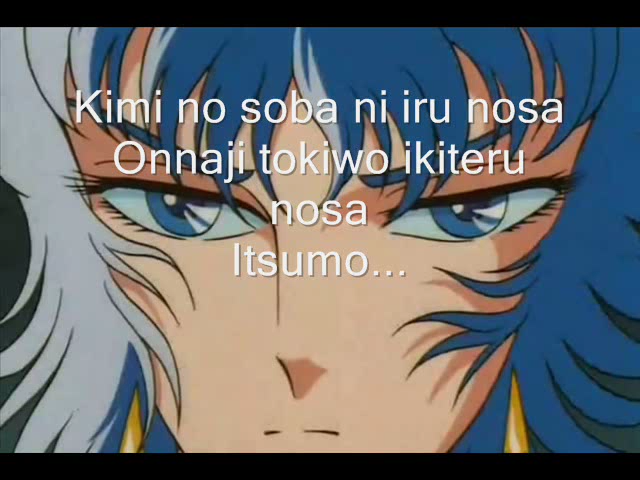 Kimi no soba ni iru nosa
Onnaji tokiwo ikiteru
nosa
Itsumo...